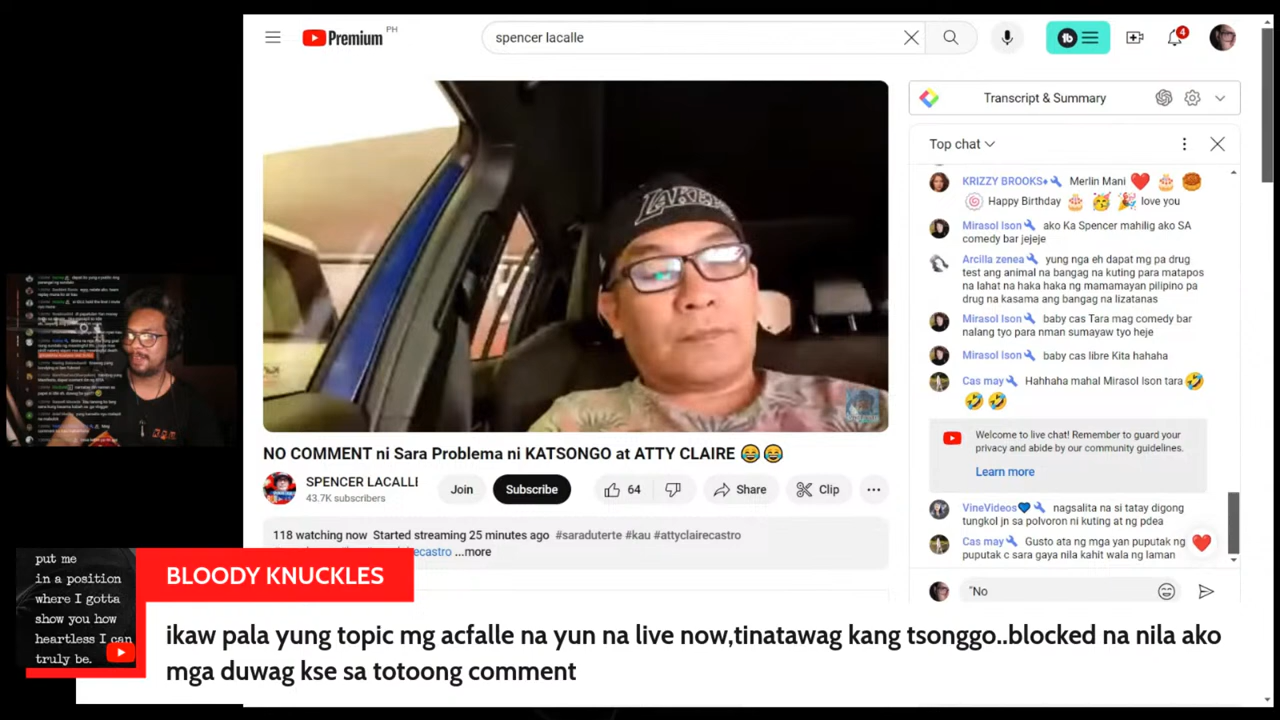 Premium PH
spencer lacalle
4
Transcript & Summary
Top chat
KRIZZY BROOKS♦ Merlin Mani ❤️ 🎂 🥮
🍥 Happy Birthday 🎂 🥳 🎉 love you
Mirasol Ison ako Ka Spencer mahilig ako SA
comedy bar jejeje
Arcilla zenea yung nga eh dapat mg pa drug
test ang animal na bangag na kuting para matapos
na lahat na haka haka ng mamamayan pilipino pa
drug na kasama ang bangag na lizatanas
Mirasol Ison baby cas Tara mag comedy bar
nalang tyo para nman sumayaw tyo heje
Mirasol Ison baby cas libre Kita hahaha
Cas may Hahhaha mahal Mirasol Ison tara 🤣
🤣 🤣
Welcome to live chat! Remember to guard your
privacy and abide by our community guidelines.
Learn more
VineVideos💙 nagsalita na si tatay digong
tungkol jn sa polvoron ni kuting at ng pdea
Cas may Gusto ata ng mga yan puputak ng
puputak c sara gaya nila kahit wala ng laman
"No
LAKERS
NO COMMENT ni Sara Problema ni KATSONGO at ATTY CLAIRE 😂😂
SPENCER LACALLE
43.7K subscribers
Join
Subscribe
64
Share
Clip
118 watching now Started streaming 25 minutes ago #saraduterte #kau #attyclairecastro
ecastro ...more
put me
in a position
where I gotta
show you how
heartless I can
truly be.
BLOODY KNUCKLES
ikaw pala yung topic mg acfalle na yun na live now,tinatawag kang tsonggo..blocked na nila ako
mga duwag kse sa totoong comment